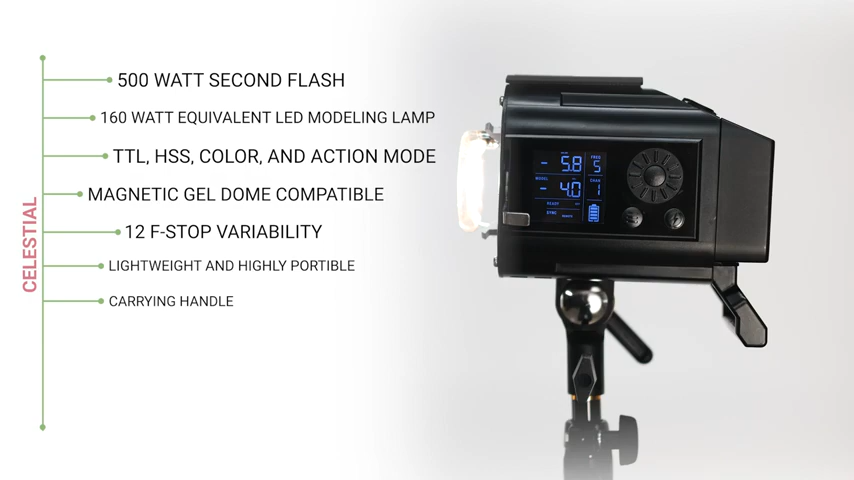 CELESTIAL
500 WATT SECOND FLASH
160 WATT EQUIVALENT LED MODELING LAMP
TTL, HSS, COLOR, AND ACTION MODE
MAGNETIC GEL DOME COMPATIBLE
12 F-STOP VARIABILITY
LIGHTWEIGHT AND HIGHLY PORTIBLE
CARRYING HANDLE
- 5.8
FREQ
5
MODEL
- 4.0
CHAN
1
READY
SYNC